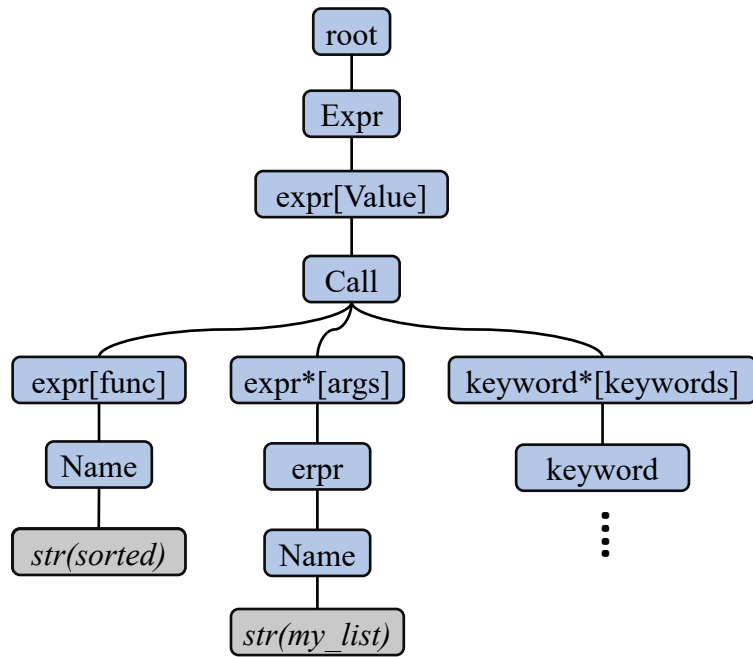 root
Expr
expr[Value]
Call
expr[func]
expr*[args]
keyword*[keywords]
Name
erpr
keyword
str(sorted)
Name
str(my_list)